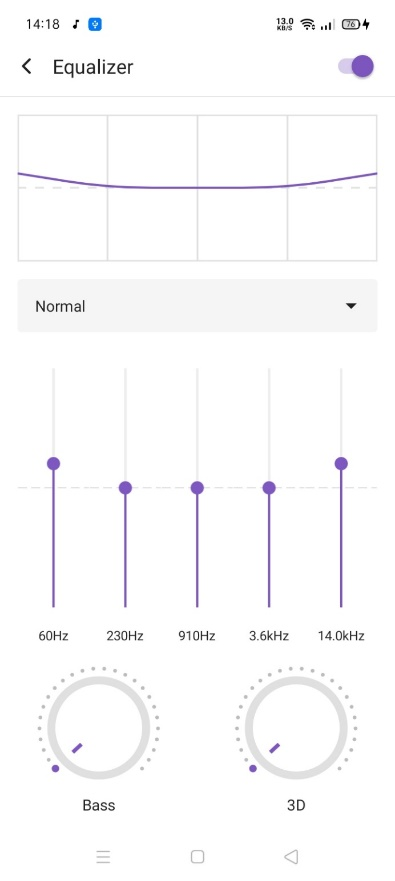 14:18
13.0
KB/S
76
Equalizer
Normal
60Hz 230Hz 910Hz 3.6kHz 14.0kHz
Bass 3D